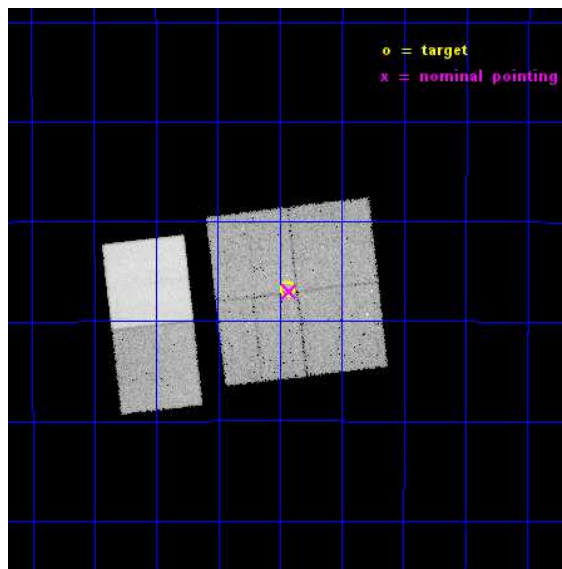 o = target
x = nominal pointing